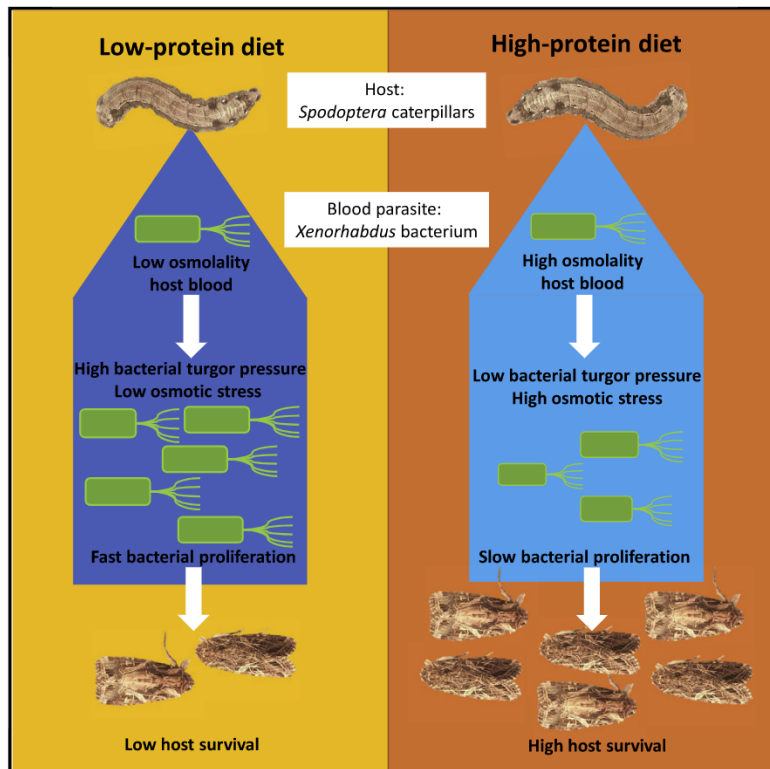 Low-protein diet
High-protein diet
Host:
Spodoptera caterpillars
Blood parasite:
Xenorhabdus bacterium
Low osmolality
host blood
High bacterial turgor pressure
Low osmotic stress
Fast bacterial proliferation
Low host survival
High osmolality
host blood
Low bacterial turgor pressure
High osmotic stress
Slow bacterial proliferation
High host survival